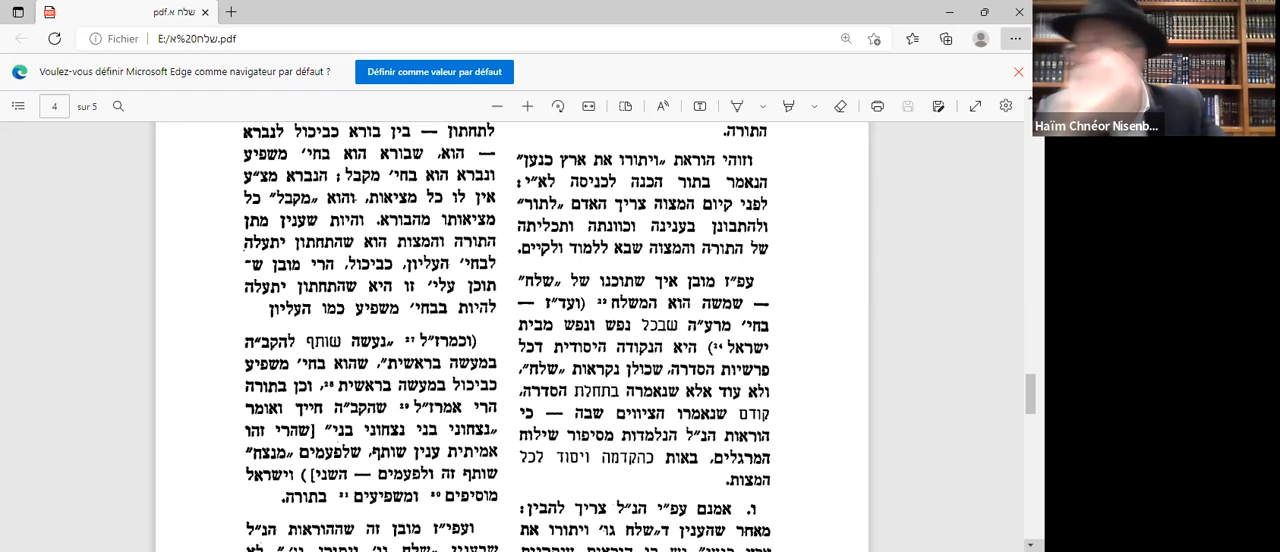 שלח א.pdf
Fichier
E:/שלח%20א.pdf
Voulez-vous définir Microsoft Edge comme navigateur par défaut ?
Définir comme valeur par défaut
4
sur 5
Haïm Chnéor Nisenb...
התורה.
וזוהי הוראת „ויתורו את ארץ כנען"
הנאמר בתור הכנה לכניסה לא"י:
לפני קיום המצוה צריך האדם „לתור"
ולהתבונן בענינה וכוונתה ותכליתה
של התורה והמצוה שבא ללמוד ולקיים.
עפ"ז מובן איך שתוכנו של „שלח"
— שמשה הוא המשלח²³ (ועד"ז —
בחי' מרע"ה שבכל נפש ונפש מבית
ישראל²⁴) היא הנקודה היסודית דכל
פרשיות הסדרה, שכולן נקראות „שלח",
ולא עוד אלא שנאמרה בתחלת הסדרה,
קודם שנאמרו הציווים שבה — כי
הוראות הנ"ל הנלמדות מסיפור שילוח
המרגלים, באות כהקדמה ויסוד לכל
המצות.
ו. אמנם עפ"י הנ"ל צריך להבין:
מאחר שהענין ד„שלח גו' ויתורו את
לתחתון — בין בורא כביכול לנברא
— הוא, שבורא הוא בחי' משפיע
ונברא הוא בחי' מקבל; הנברא מצ"ע
אין לו כל מציאות, והוא „מקבל" כל
מציאותו מהבורא. והיות שענין מתן
התורה והמצות הוא שהתחתון יתעלה
לבחי' העליון, כביכול, הרי מובן ש־
תוכן עלי' זו היא שהתחתון יתעלה
להיות בבחי' משפיע כמו העליון
(וכמרז"ל²⁷ „נעשה שותף להקב"ה
במעשה בראשית", שהוא בחי' משפיע
כביכול במעשה בראשית²⁸, וכן בתורה
הרי אמרז"ל²⁹ שהקב"ה חייך ואומר
„נצחוני בני נצחוני בני" [שהרי זהו
אמיתית ענין שותף, שלפעמים „מנצח"
שותף זה ולפעמים — השני]) וישראל
מוסיפים³⁰ ומשפיעים³¹ בתורה.
ועפי"ז מובן זה שההוראות הנ"ל